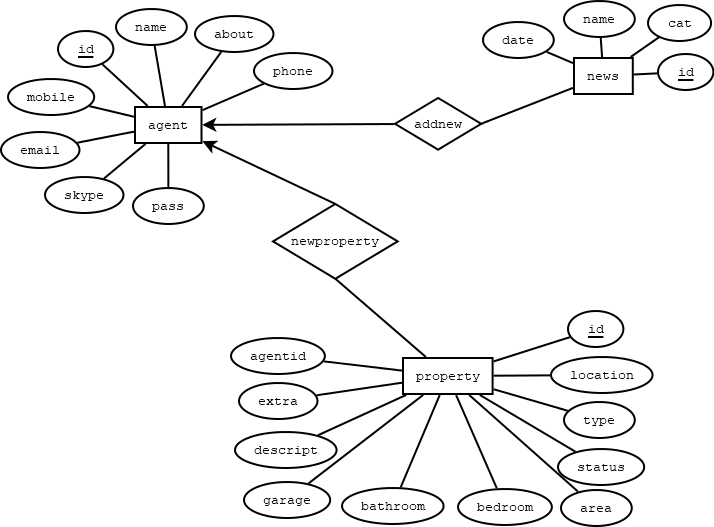 name
about
id
phone
mobile
agent
email
skype
pass
date
name
cat
id
news
addnew
newproperty
id
agentid
location
property
extra
type
descript
status
garage
bathroom
bedroom
area